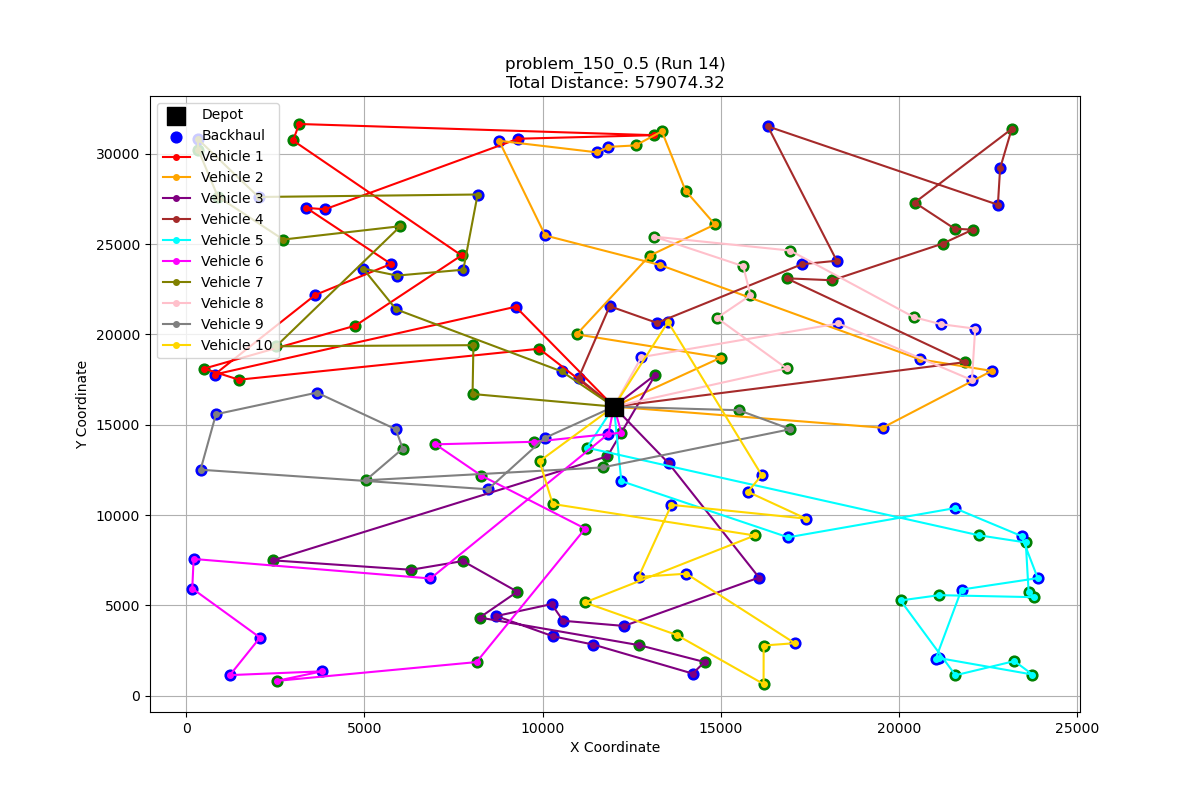 problem_150_0.5 (Run 14)
Total Distance: 579074.32
Depot
Backhaul
Vehicle 1
Vehicle 2
Vehicle 3
Vehicle 4
Vehicle 5
Vehicle 6
Vehicle 7
Vehicle 8
Vehicle 9
Vehicle 10
30000
25000
20000
15000
10000
5000
0
Y Coordinate
0 5000 10000 15000 20000 25000
X Coordinate